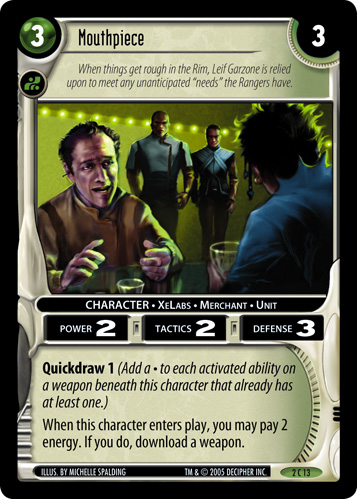 3 Mouthpiece 3
When things get rough in the Rim, Leif Garzone is relied
upon to meet any unanticipated “needs” the Rangers have.
CHARACTER • XELABS • MERCHANT • UNIT
POWER 2 TACTICS 2 DEFENSE 3
Quickdraw 1 (Add a • to each activated ability on
a weapon beneath this character that already has
at least one.)
When this character enters play, you may pay 2
energy. If you do, download a weapon.
ILLUS. BY MICHELLE SPALDING TM & © 2005 DECIPHER INC. 2 C 13